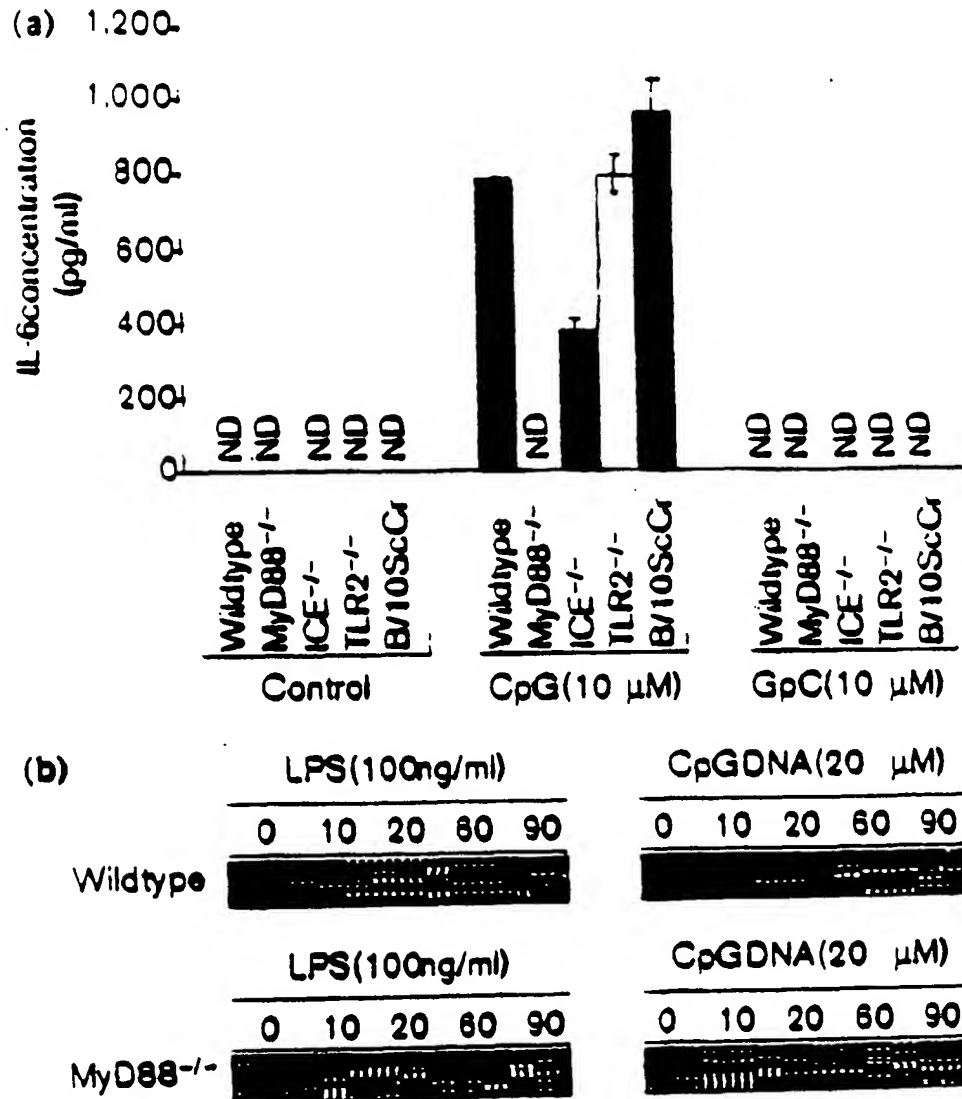 (a)
1,200
1,000
800
600
400
200
0
IL-6concentration
(pg/ml)
ND ND ND ND ND
ND
ND ND ND ND ND
Wildtype
MyD88-/-
ICE-/-
TLR2-/-
B/10ScCr
Wildtype
MyD88-/-
ICE-/-
TLR2-/-
B/10ScCr
Wildtype
MyD88-/-
ICE-/-
TLR2-/-
B/10ScCr
Control CpG(10 μM) GpC(10 μM)
(b)
LPS(100ng/ml) CpGDNA(20 μM)
0 10 20 60 90 0 10 20 60 90
Wildtype
LPS(100ng/ml) CpGDNA(20 μM)
0 10 20 60 90 0 10 20 60 90
MyD88-/-